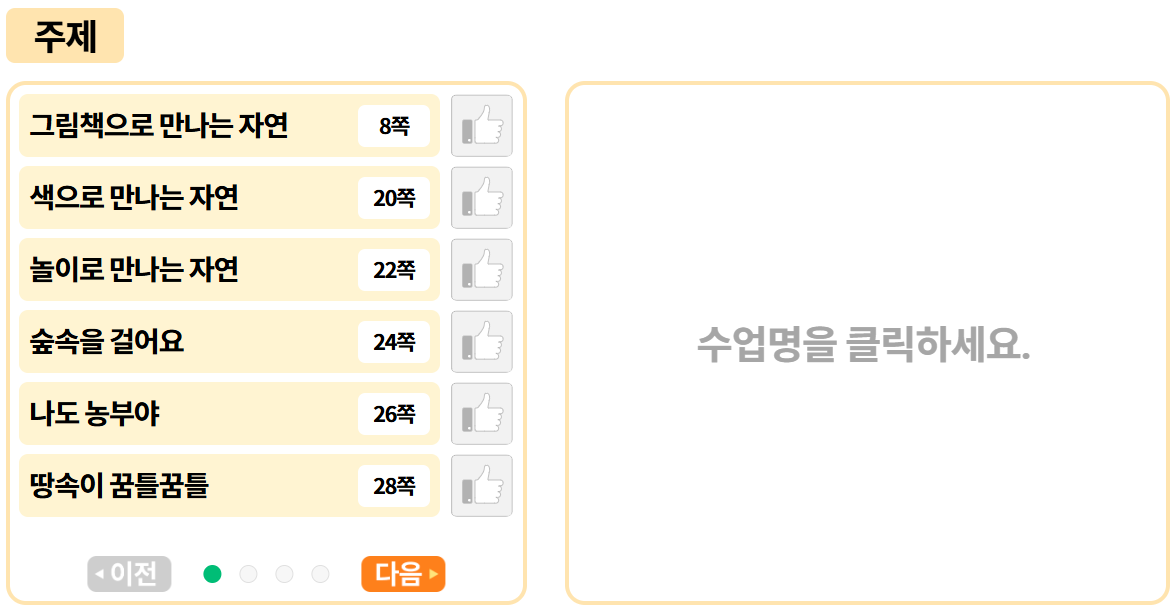 주제
그림책으로 만나는 자연 8쪽
색으로 만나는 자연 20쪽
놀이로 만나는 자연 22쪽
숲속을 걸어요 24쪽
나도 농부야 26쪽
땅속이 꿈틀꿈틀 28쪽
이전 다음
수업명을 클릭하세요.